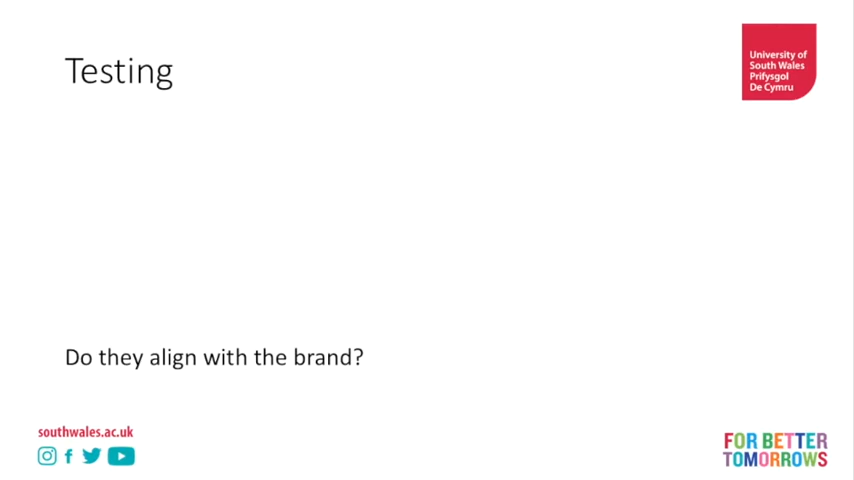 Testing
University of
South Wales
Prifysgol
De Cymru
Do they align with the brand?
southwales.ac.uk
FOR BETTER
TOMORROWS